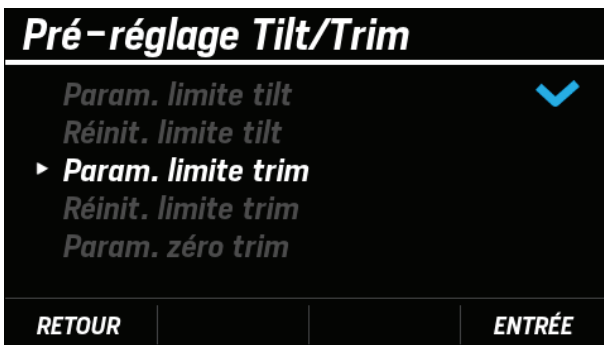 Pré-réglage Tilt/Trim
Param. limite tilt
Réinit. limite tilt
Param. limite trim
Réinit. limite trim
Param. zéro trim
RETOUR ENTRÉE